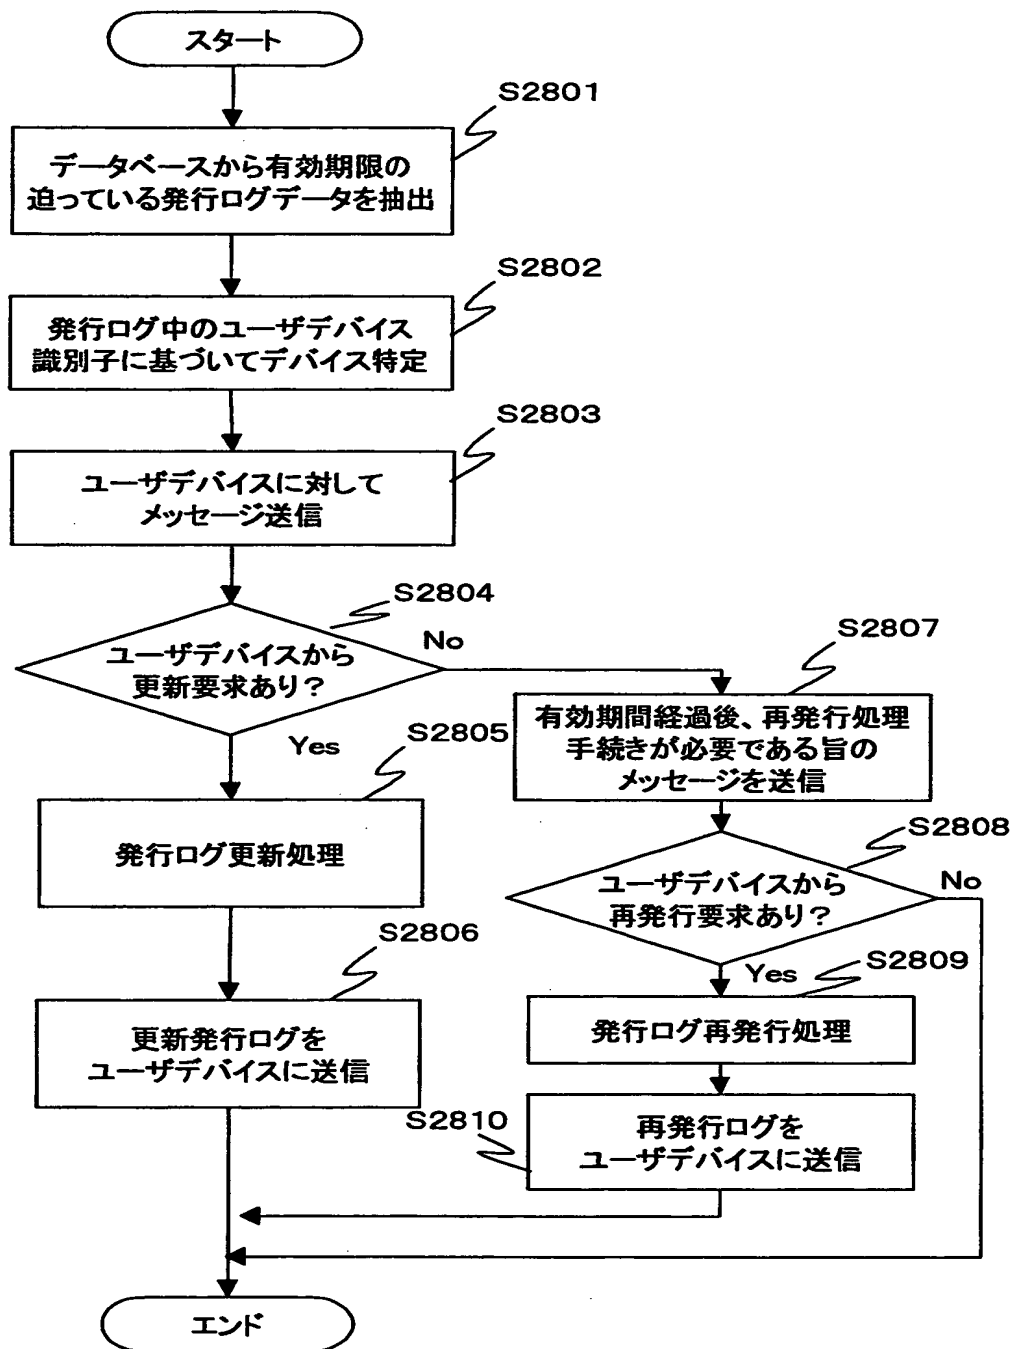 スタート
S2801
データベースから有効期限の
迫っている発行ログデータを抽出
S2802
発行ログ中のユーザデバイス
識別子に基づいてデバイス特定
S2803
ユーザデバイスに対して
メッセージ送信
S2804
ユーザデバイスから
更新要求あり?
No
Yes
S2805
発行ログ更新処理
S2806
更新発行ログを
ユーザデバイスに送信
S2807
有効期間経過後、再発行処理
手続きが必要である旨の
メッセージを送信
S2808
ユーザデバイスから
再発行要求あり?
No
Yes
S2809
発行ログ再発行処理
S2810
再発行ログを
ユーザデバイスに送信
エンド